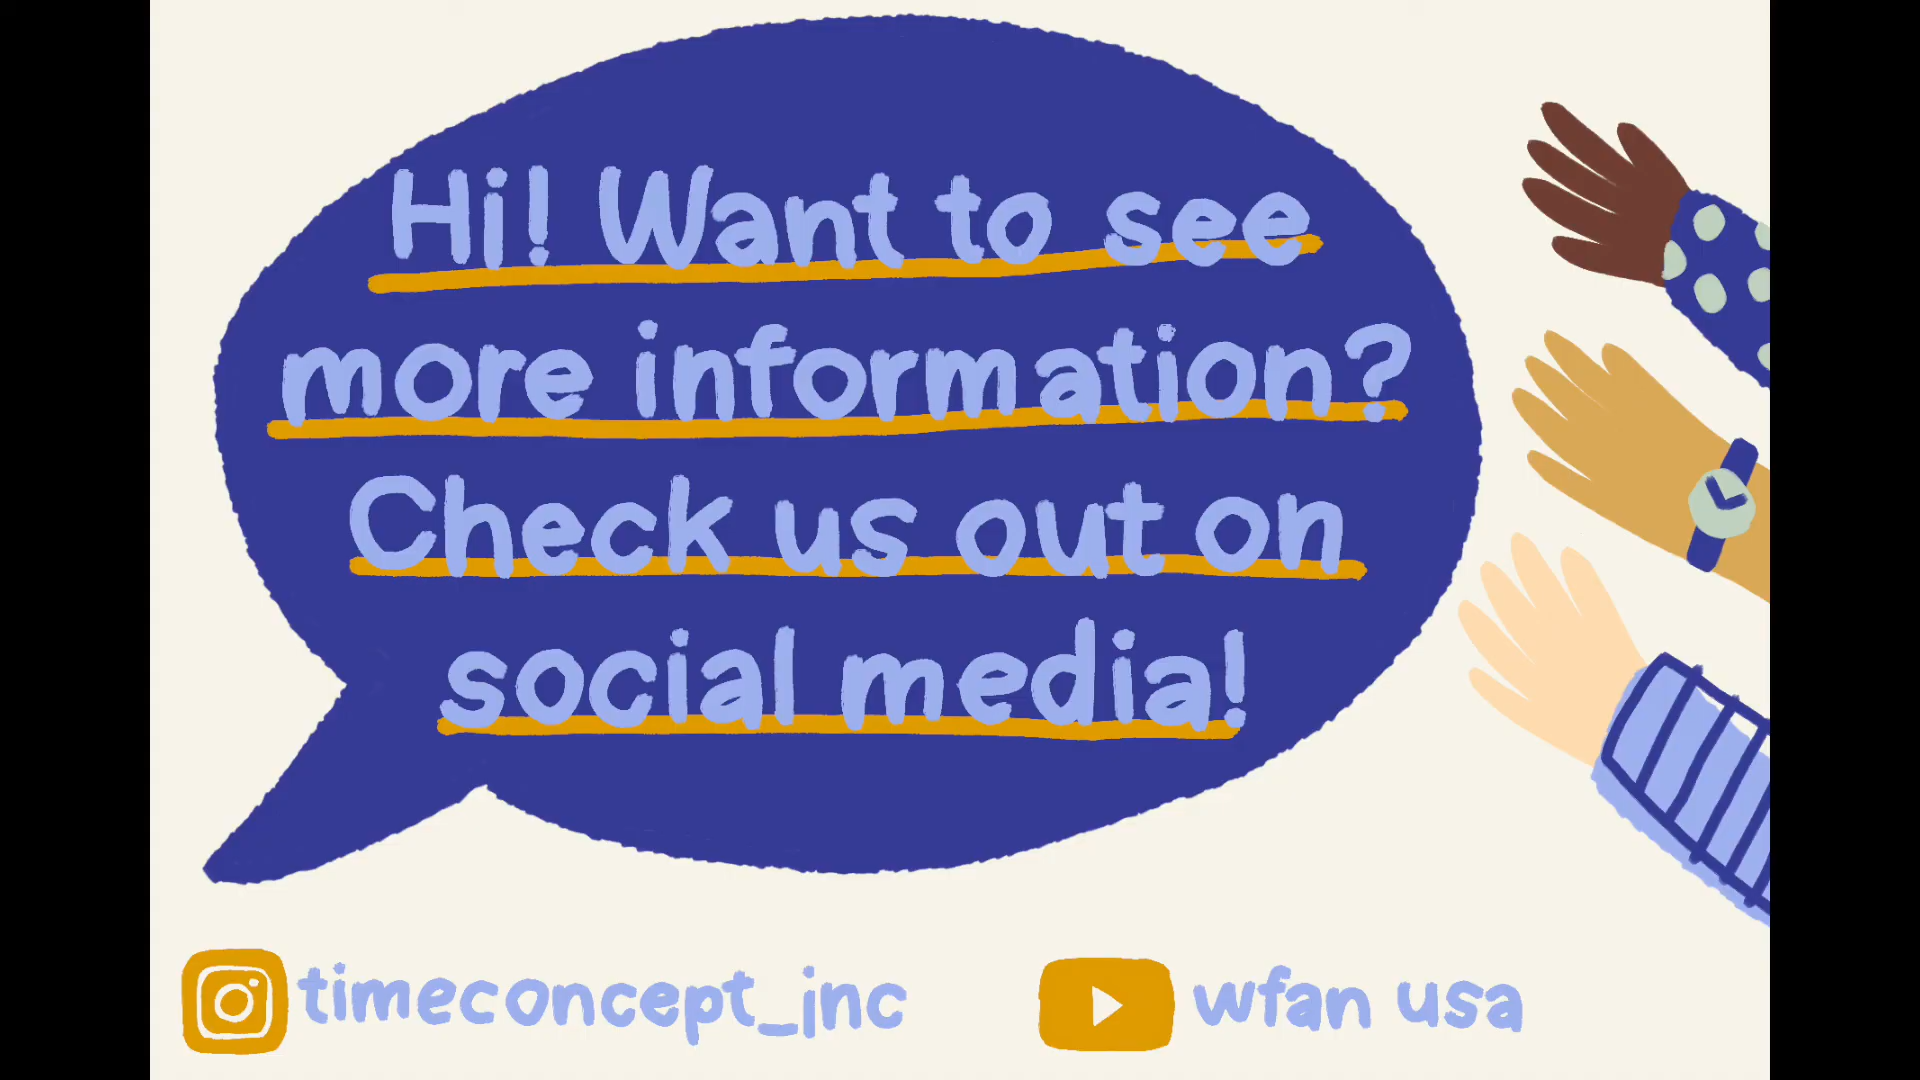 Hi! Want to see
more information?
Check us out on
social media!
timeconcept_inc
wfan usa